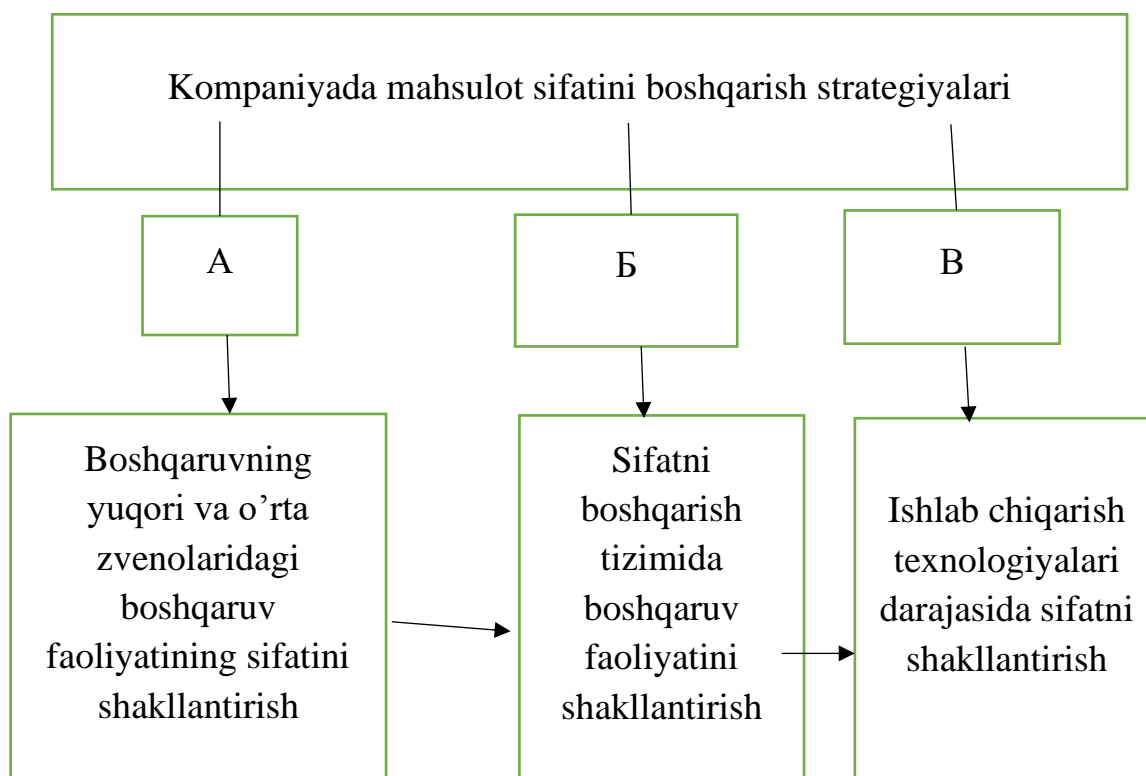 Kompaniyada mahsulot sifatini boshqarish strategiyalari
А
Б
В
Boshqaruvning
yuqori va o’rta
zvenolaridagi
boshqaruv
faoliyatining sifatini
shakllantirish
Sifatni
boshqarish
tizimida
boshqaruv
faoliyatini
shakllantirish
Ishlab chiqarish
texnologiyalari
darajasida sifatni
shakllantirish